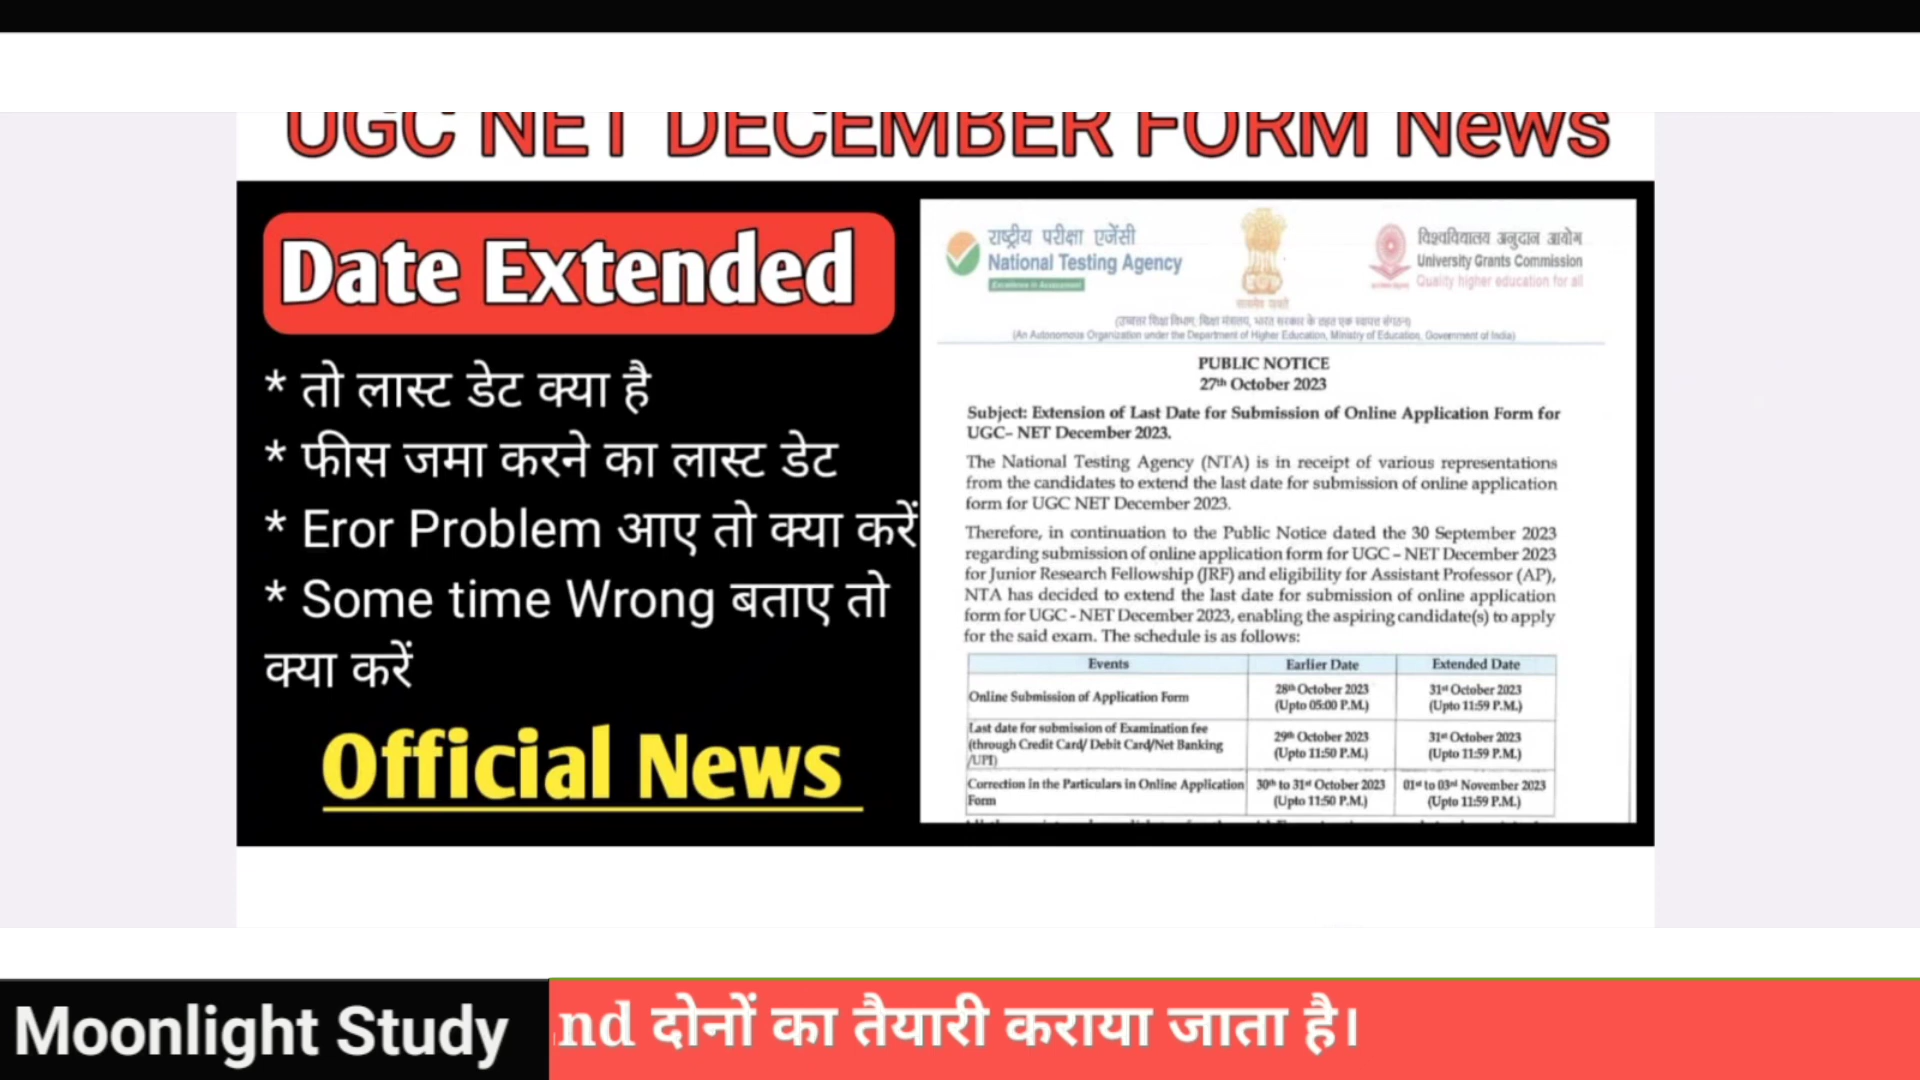 UGC NET DECEMBER FORM News
Date Extended
* तो लास्ट डेट क्या है
* फीस जमा करने का लास्ट डेट
* Eror Problem आए तो क्या करें
* Some time Wrong बताए तो
क्या करें
Official News
राष्ट्रीय परीक्षा एजेंसी
National Testing Agency
Excellence in Assessment
विश्वविद्यालय अनुदान आयोग
University Grants Commission
Quality higher education for all
(An Autonomous Organization under the Department of Higher Education, Ministry of Education, Government of India)
PUBLIC NOTICE
27th October 2023
Subject: Extension of Last Date for Submission of Online Application Form for
UGC– NET December 2023.
The National Testing Agency (NTA) is in receipt of various representations
from the candidates to extend the last date for submission of online application
form for UGC NET December 2023.
Therefore, in continuation to the Public Notice dated the 30 September 2023
regarding submission of online application form for UGC – NET December 2023
for Junior Research Fellowship (JRF) and eligibility for Assistant Professor (AP),
NTA has decided to extend the last date for submission of online application
form for UGC - NET December 2023, enabling the aspiring candidate(s) to apply
for the said exam. The schedule is as follows:
Events Earlier Date Extended Date
Online Submission of Application Form 28th October 2023 (Upto 05:00 P.M.) 31st October 2023 (Upto 11:59 P.M.)
Last date for submission of Examination fee
(through Credit Card/ Debit Card/Net Banking
/UPI) 29th October 2023 (Upto 11:50 P.M.) 31st October 2023 (Upto 11:59 P.M.)
Correction in the Particulars in Online Application
Form 30th to 31st October 2023 (Upto 11:50 P.M.) 01st to 03rd November 2023 (Upto 11:59 P.M.)
Moonlight Study
nd दोनों का तैयारी कराया जाता है।